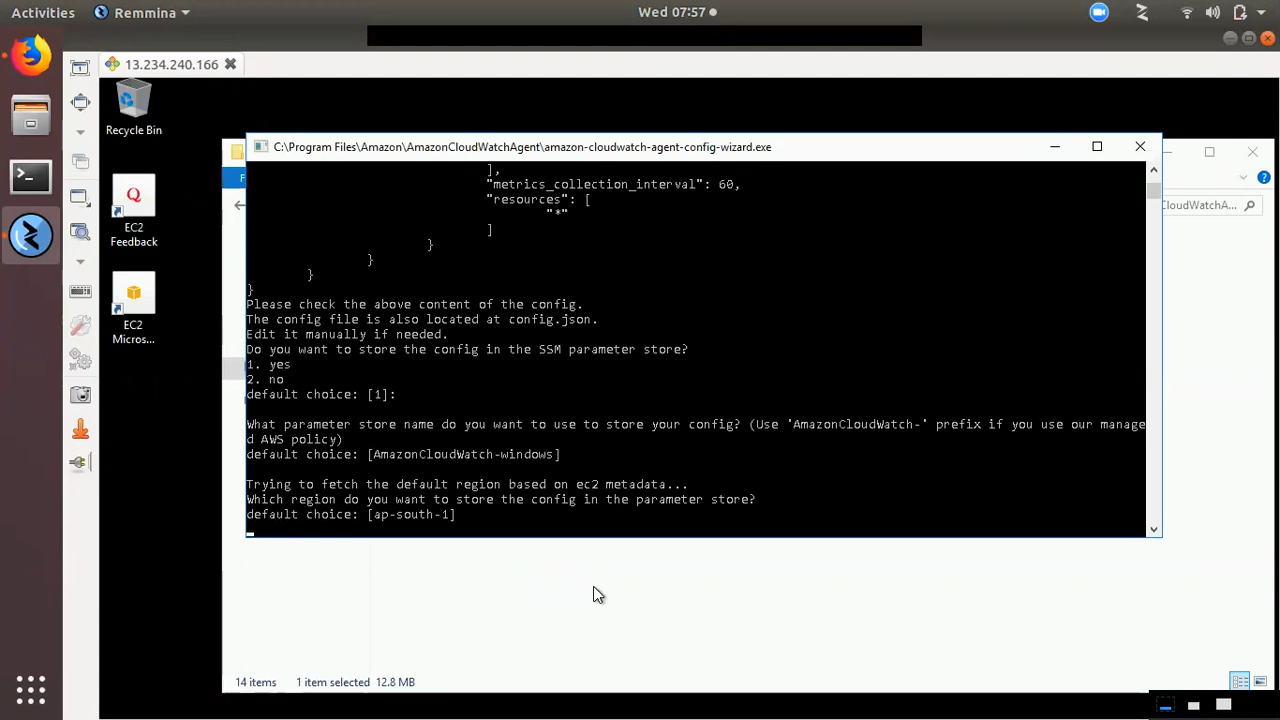 Activities
Remmina
Wed 07:57
13.234.240.166
Recycle Bin
EC2
Feedback
EC2
Micros...
C:\Program Files\Amazon\AmazonCloudWatchAgent\amazon-cloudwatch-agent-config-wizard.exe
F
CloudWatchA...
],
"metrics_collection_interval": 60,
"resources": [
"*"
]
}
}
}
}
Please check the above content of the config.
The config file is also located at config.json.
Edit it manually if needed.
Do you want to store the config in the SSM parameter store?
1. yes
2. no
default choice: [1]:
What parameter store name do you want to use to store your config? (Use 'AmazonCloudWatch-' prefix if you use our manage
d AWS policy)
default choice: [AmazonCloudWatch-windows]
Trying to fetch the default region based on ec2 metadata...
Which region do you want to store the config in the parameter store?
default choice: [ap-south-1]
14 items 1 item selected 12.8 MB